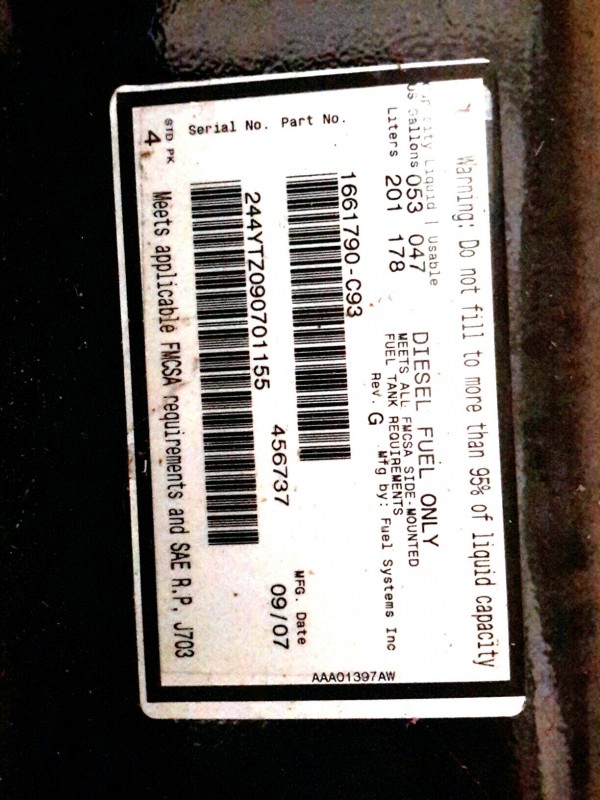 Warning: Do not fill to more than 95% of liquid capacity
Liquid | Usable
US Gallons 053 047
Liters 201 178
DIESEL FUEL ONLY
MEETS ALL FMCSA SIDE-MOUNTED
FUEL TANK REQUIREMENTS
Rev. G Mfg by: Fuel Systems Inc
Part No. 1661790-C93
456737
MFG. Date
09/07
Serial No. 244YTZ090701155
STD PK
4
Meets applicable FMCSA requirements and SAE R.P. J703
AAA01397AW